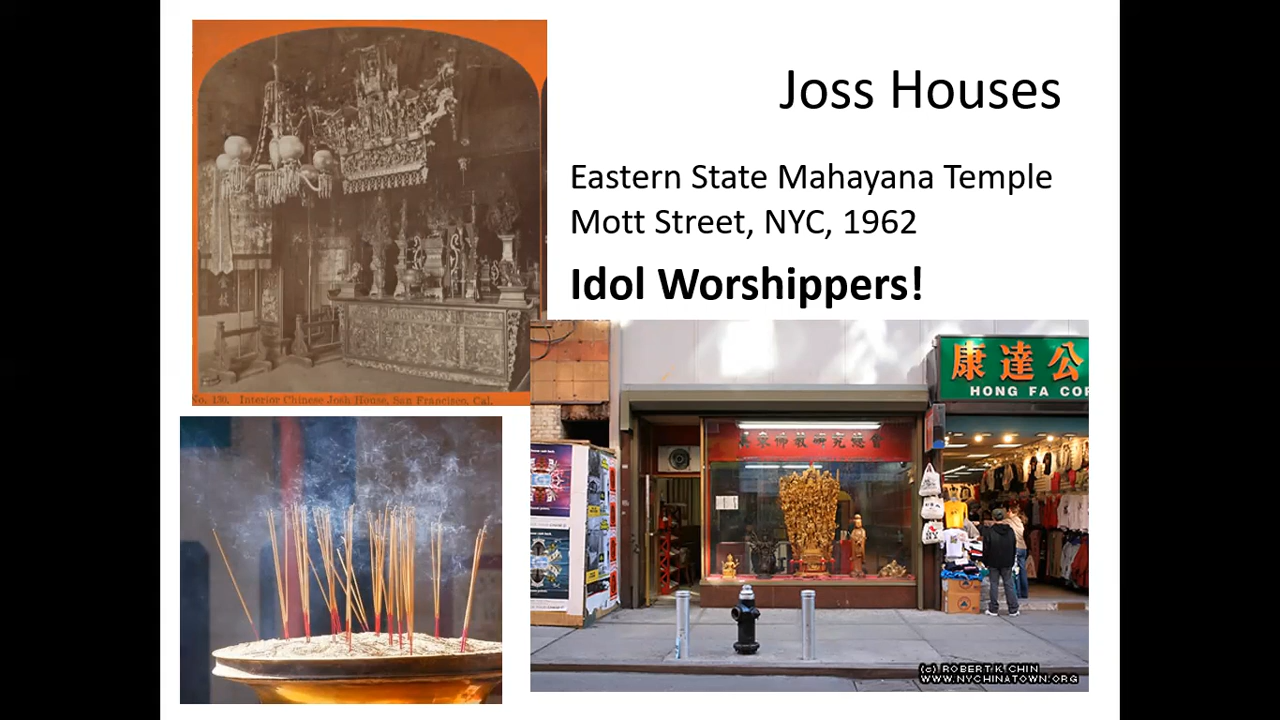 Joss Houses
Eastern State Mahayana Temple
Mott Street, NYC, 1962
Idol Worshippers!
No. 130. Interior Chinese Josh House, San Francisco, Cal.
康達公
HONG FA COR
(c) ROBERT K. CHIN
WWW.NYCHINATOWN.ORG